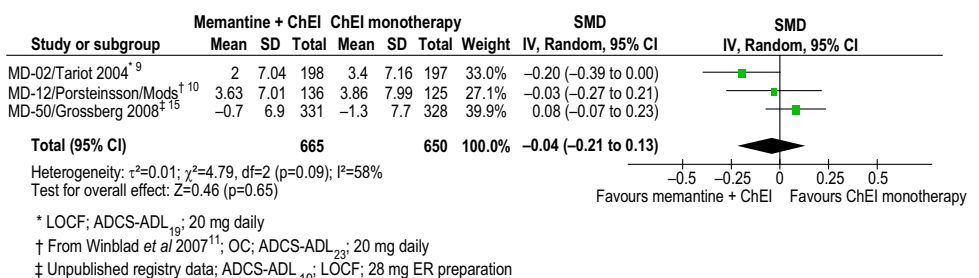 Memantine + ChEI ChEI monotherapy SMD SMD
Study or subgroup Mean SD Total Mean SD Total Weight IV, Random, 95% CI IV, Random, 95% CI
MD-02/Tariot 2004* 9 2 7.04 198 3.4 7.16 197 33.0% –0.20 (–0.39 to 0.00)
MD-12/Porsteinsson/Mods† 10 3.63 7.01 136 3.86 7.99 125 27.1% –0.03 (–0.27 to 0.21)
MD-50/Grossberg 2008‡ 15 –0.7 6.9 331 –1.3 7.7 328 39.9% 0.08 (–0.07 to 0.23)
Total (95% CI) 665 650 100.0% –0.04 (–0.21 to 0.13)
Heterogeneity: τ²=0.01; χ²=4.79, df=2 (p=0.09); I²=58%
Test for overall effect: Z=0.46 (p=0.65)
–0.5 –0.25 0 0.25 0.5
Favours memantine + ChEI Favours ChEI monotherapy
* LOCF; ADCS-ADL19; 20 mg daily
† From Winblad et al 2007¹¹; OC; ADCS-ADL23; 20 mg daily
‡ Unpublished registry data; ADCS-ADL19; LOCF; 28 mg ER preparation